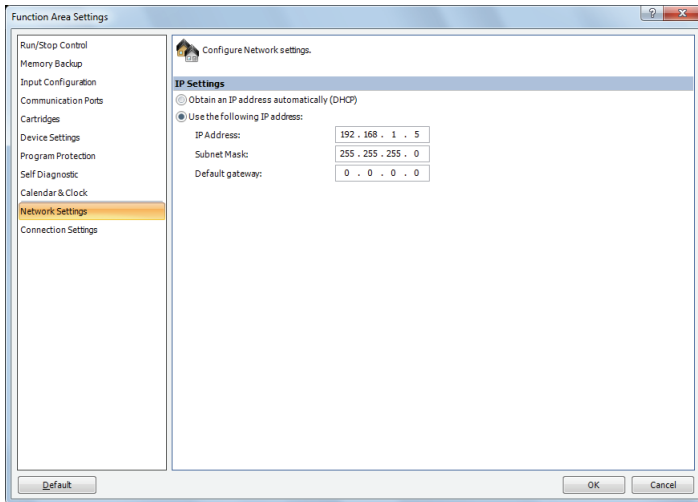 Function Area Settings
Run/Stop Control
Memory Backup
Input Configuration
Communication Ports
Cartridges
Device Settings
Program Protection
Self Diagnostic
Calendar & Clock
Network Settings
Connection Settings
Configure Network settings.
IP Settings
Obtain an IP address automatically (DHCP)
Use the following IP address:
IP Address: 192 . 168 . 1 . 5
Subnet Mask: 255 . 255 . 255 . 0
Default gateway: 0 . 0 . 0 . 0
Default
OK Cancel